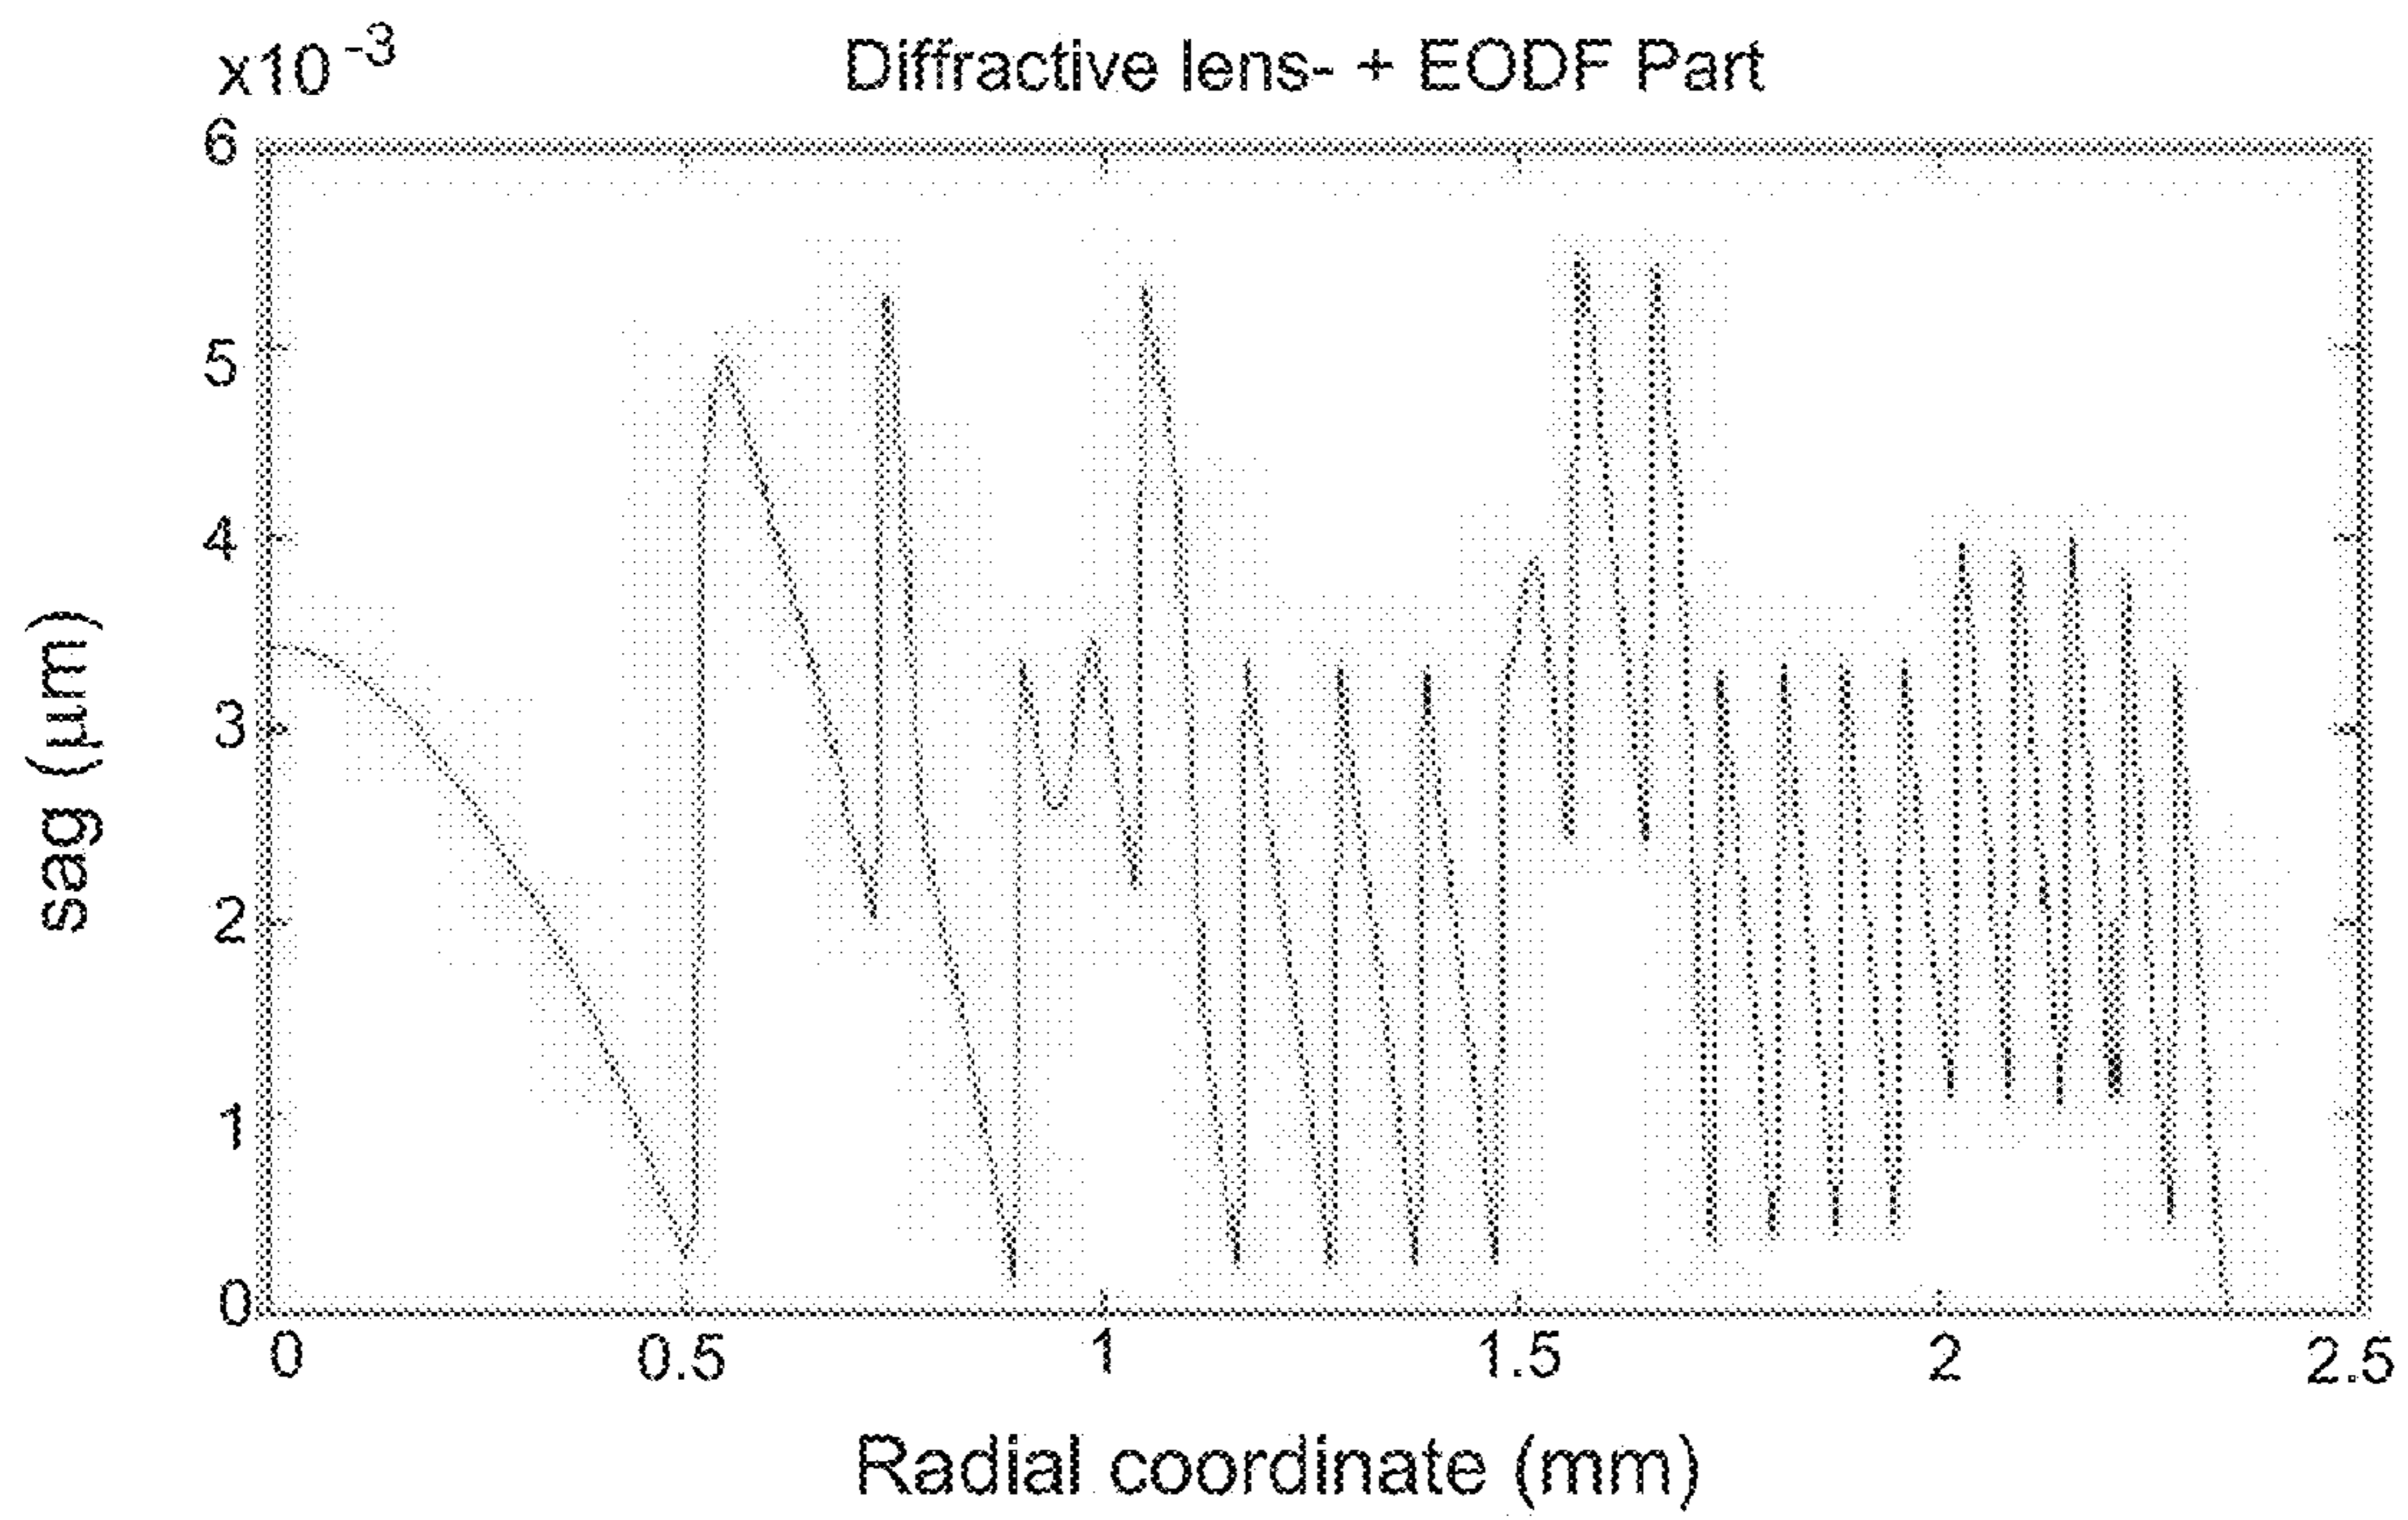 x10 -3
Diffractive lens- + EODF Part
6
5
4
3
2
1
0
sag (μm)
0 0.5 1 1.5 2 2.5
Radial coordinate (mm)